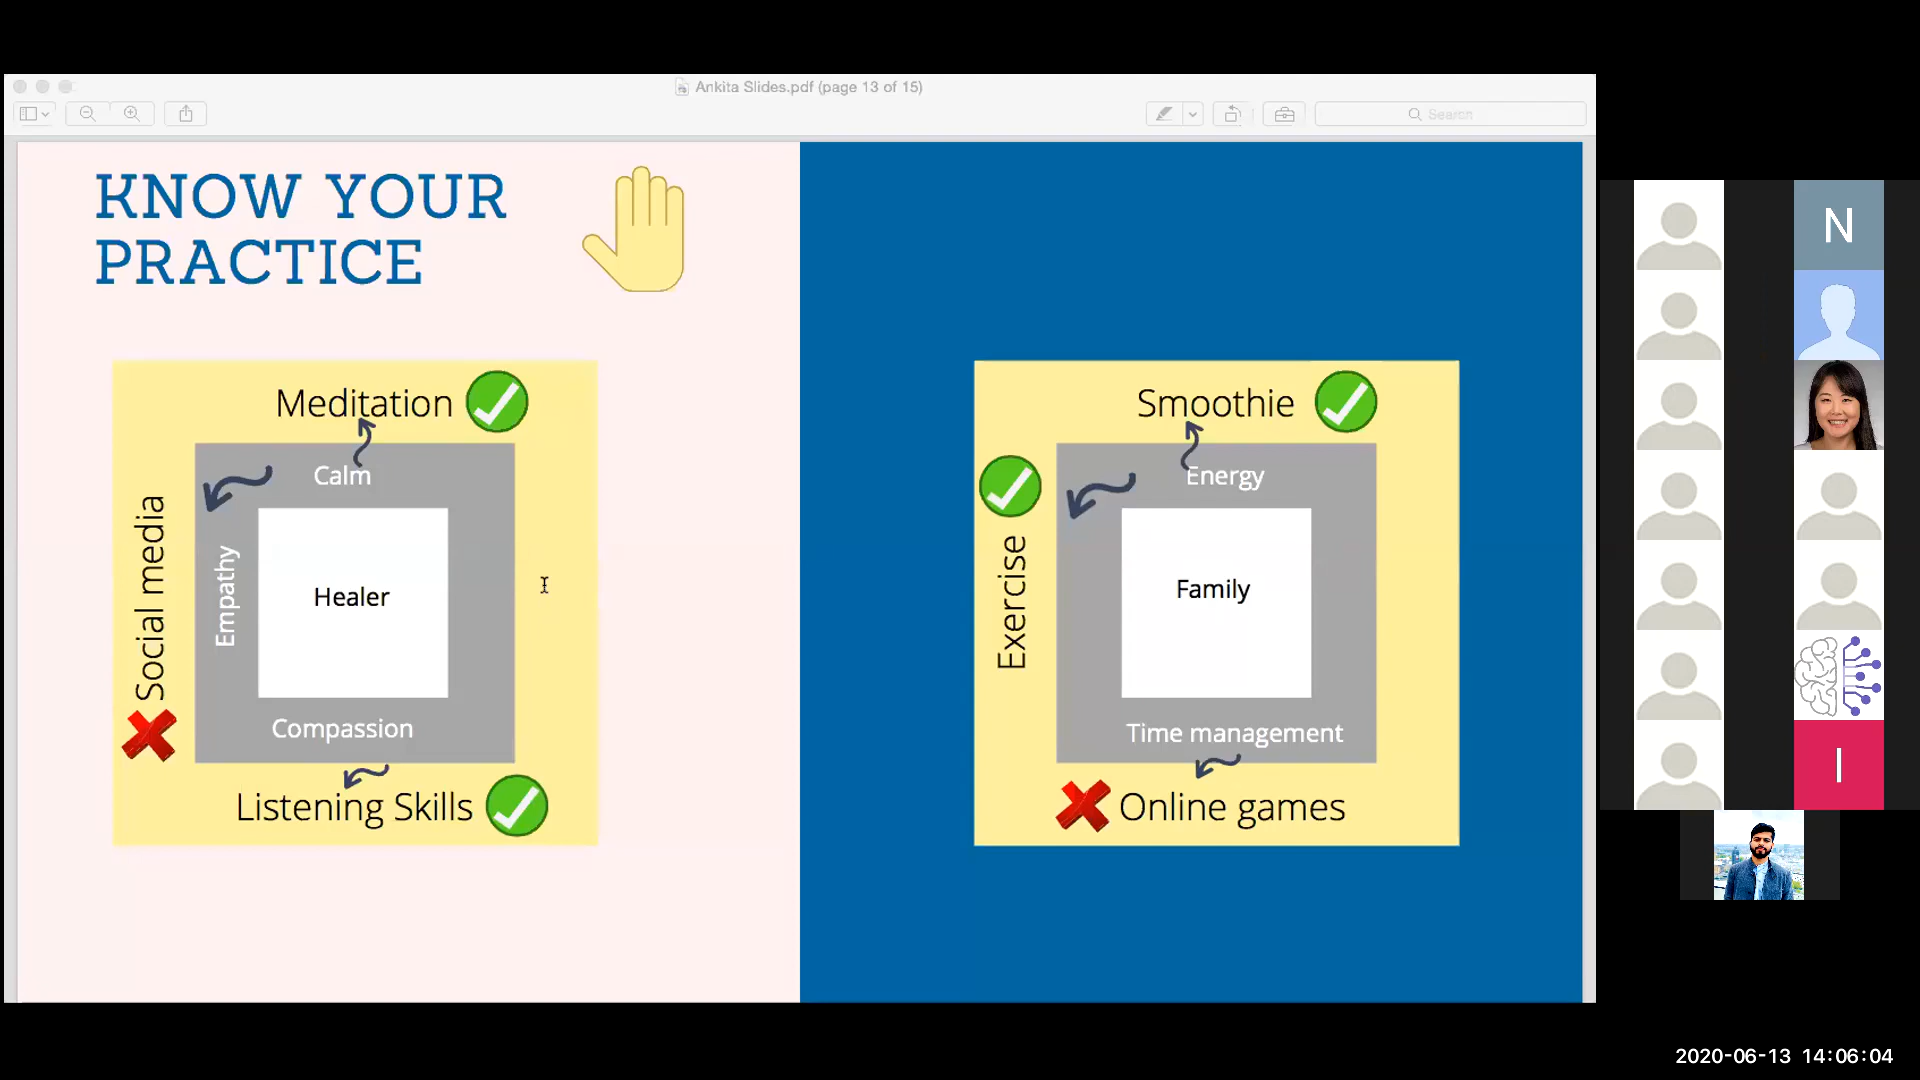 Ankita Slides.pdf (page 13 of 15)
Search
KNOW YOUR
PRACTICE
Meditation
Calm
Social media
Empathy
Healer
Compassion
Listening Skills
Smoothie
Energy
Exercise
Family
Time management
Online games
N
I
2020-06-13 14:06:04